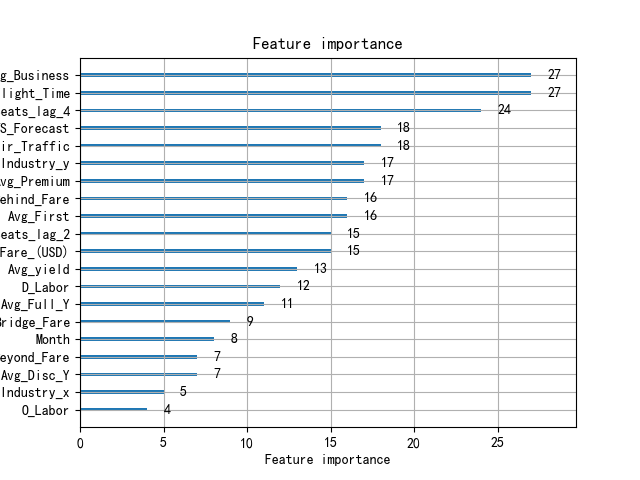 Feature importance
g_Business 27
light_Time 27
eats_lag_4 24
S_Forecast 18
ir_Traffic 18
Industry_y 17
vg_Premium 17
ehind_Fare 16
Avg_First 16
eats_lag_2 15
Fare_(USD) 15
Avg_yield 13
D_Labor 12
Avg_Full_Y 11
Bridge_Fare 9
Month 8
eyond_Fare 7
Avg_Disc_Y 7
Industry_x 5
O_Labor 4
0 5 10 15 20 25
Feature importance